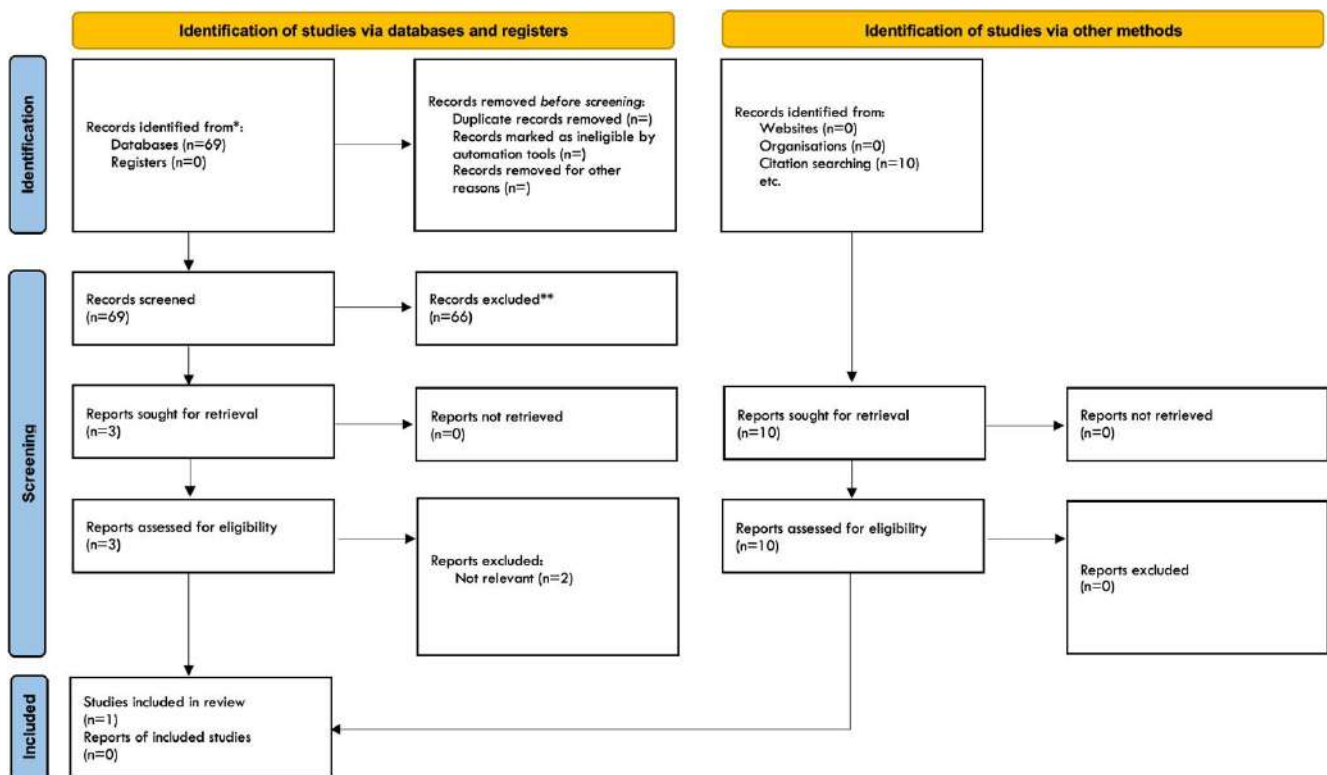 Identification of studies via databases and registers
Identification of studies via other methods
Identification
Records identified from*:
Databases (n=69)
Registers (n=0)
Records removed before screening:
Duplicate records removed (n=)
Records marked as ineligible by
automation tools (n=)
Records removed for other
reasons (n=)
Records identified from:
Websites (n=0)
Organisations (n=0)
Citation searching (n=10)
etc.
Screening
Records screened
(n=69)
Records excluded**
(n=66)
Reports sought for retrieval
(n=3)
Reports not retrieved
(n=0)
Reports sought for retrieval
(n=10)
Reports not retrieved
(n=0)
Reports assessed for eligibility
(n=3)
Reports excluded:
Not relevant (n=2)
Reports assessed for eligibility
(n=10)
Reports excluded
(n=0)
Included
Studies included in review
(n=1)
Reports of included studies
(n=0)